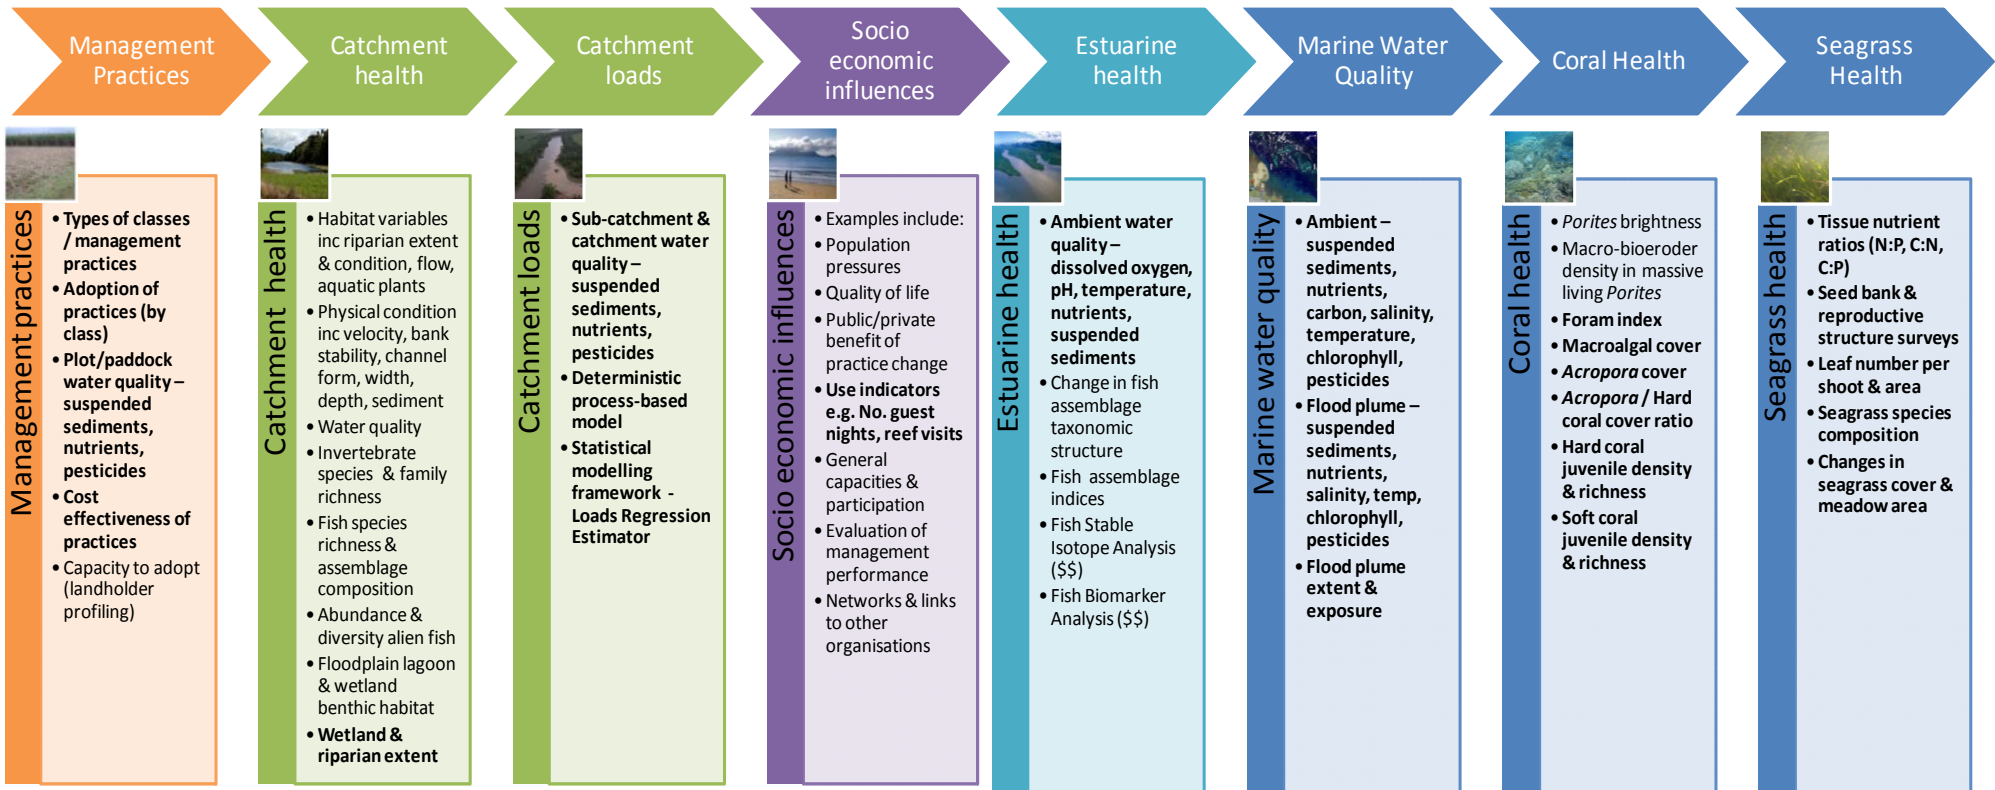 Management
Practices
Catchment
health
Catchment
loads
Socio
economic
influences
Estuarine
health
Marine Water
Quality
Coral Health
Seagrass
Health
Management practices
• Types of classes
/ management
practices
• Adoption of
practices (by
class)
• Plot/paddock
water quality –
suspended
sediments,
nutrients,
pesticides
• Cost
effectiveness of
practices
• Capacity to adopt
(landholder
profiling)
Catchment health
• Habitat variables
inc riparian extent
& condition, flow,
aquatic plants
• Physical condition
inc velocity, bank
stability, channel
form, width,
depth, sediment
• Water quality
• Invertebrate
species & family
richness
• Fish species
richness &
assemblage
composition
• Abundance &
diversity alien fish
• Floodplain lagoon
& wetland
benthic habitat
• Wetland &
riparian extent
Catchment loads
• Sub-catchment &
catchment water
quality –
suspended
sediments,
nutrients,
pesticides
• Deterministic
process-based
model
• Statistical
modelling
framework -
Loads Regression
Estimator
Socio economic influences
• Examples include:
• Population
pressures
• Quality of life
• Public/private
benefit of
practice change
• Use indicators
e.g. No. guest
nights, reef visits
• General
capacities &
participation
• Evaluation of
management
performance
• Networks & links
to other
organisations
Estuarine health
• Ambient water
quality –
dissolved oxygen,
pH, temperature,
nutrients,
suspended
sediments
• Change in fish
assemblage
taxonomic
structure
• Fish assemblage
indices
• Fish Stable
Isotope Analysis
($$)
• Fish Biomarker
Analysis ($$)
Marine water quality
• Ambient –
suspended
sediments,
nutrients,
carbon, salinity,
temperature,
chlorophyll,
pesticides
• Flood plume –
suspended
sediments,
nutrients,
salinity, temp,
chlorophyll,
pesticides
• Flood plume
extent &
exposure
Coral health
• Porites brightness
• Macro-bioeroder
density in massive
living Porites
• Foram index
• Macroalgal cover
• Acropora cover
• Acropora / Hard
coral cover ratio
• Hard coral
juvenile density
& richness
• Soft coral
juvenile density
& richness
Seagrass health
• Tissue nutrient
ratios (N:P, C:N,
C:P)
• Seed bank &
reproductive
structure surveys
• Leaf number per
shoot & area
• Seagrass species
composition
• Changes in
seagrass cover &
meadow area